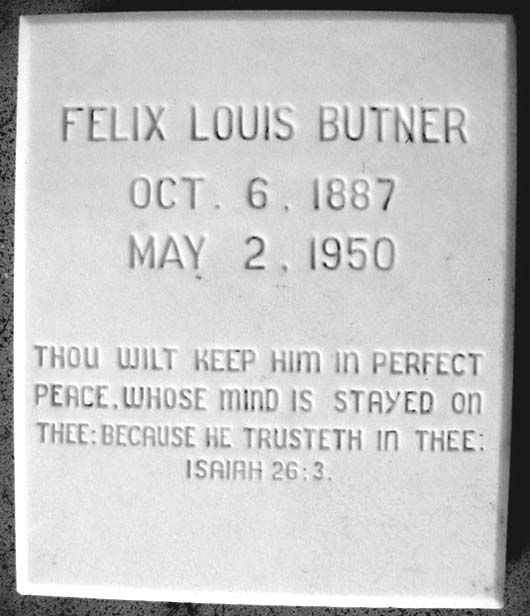 FELIX LOUIS BUTNER
OCT. 6, 1887
MAY 2, 1950
THOU WILT KEEP HIM IN PERFECT
PEACE, WHOSE MIND IS STAYED ON
THEE: BECAUSE HE TRUSTETH IN THEE:
ISAIAH 26:3.